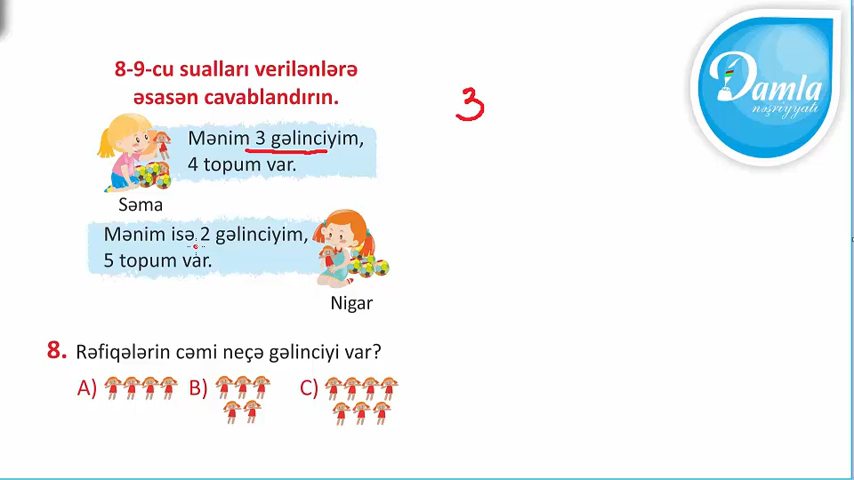 8-9-cu sualları verilənlərə
əsasən cavablandırın.
3
Damla
nəşriyyatı
Mənim 3 gəlinciyim,
4 topum var.
Səma
Mənim isə 2 gəlinciyim,
5 topum var.
Nigar
8. Rəfiqələrin cəmi neçə gəlinciyi var?
A) B) C)